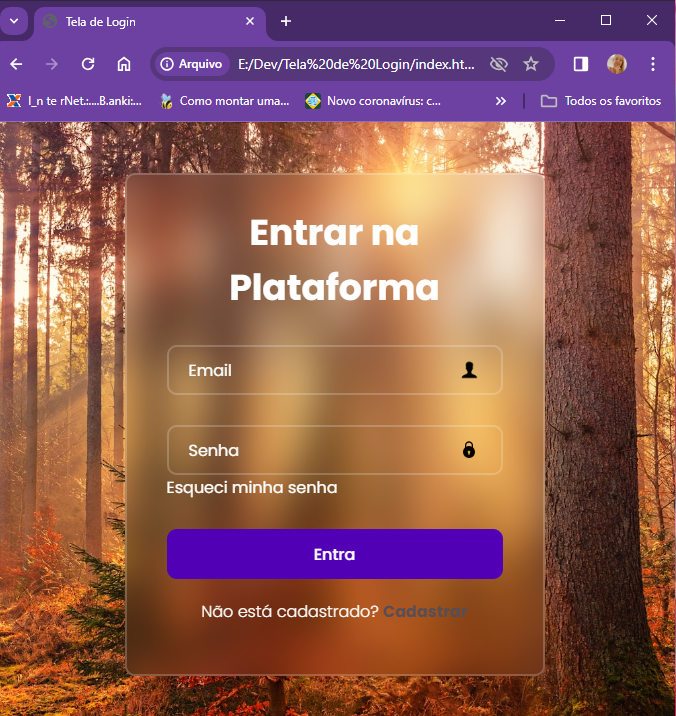 Tela de Login
Arquivo
E:/Dev/Tela%20de%20Login/index.ht...
I_n te rNet.:....B.anki:...
Como montar uma...
Novo coronavírus: c...
Todos os favoritos
Entrar na
Plataforma
Email
Senha
Esqueci minha senha
Entra
Não está cadastrado? Cadastrar